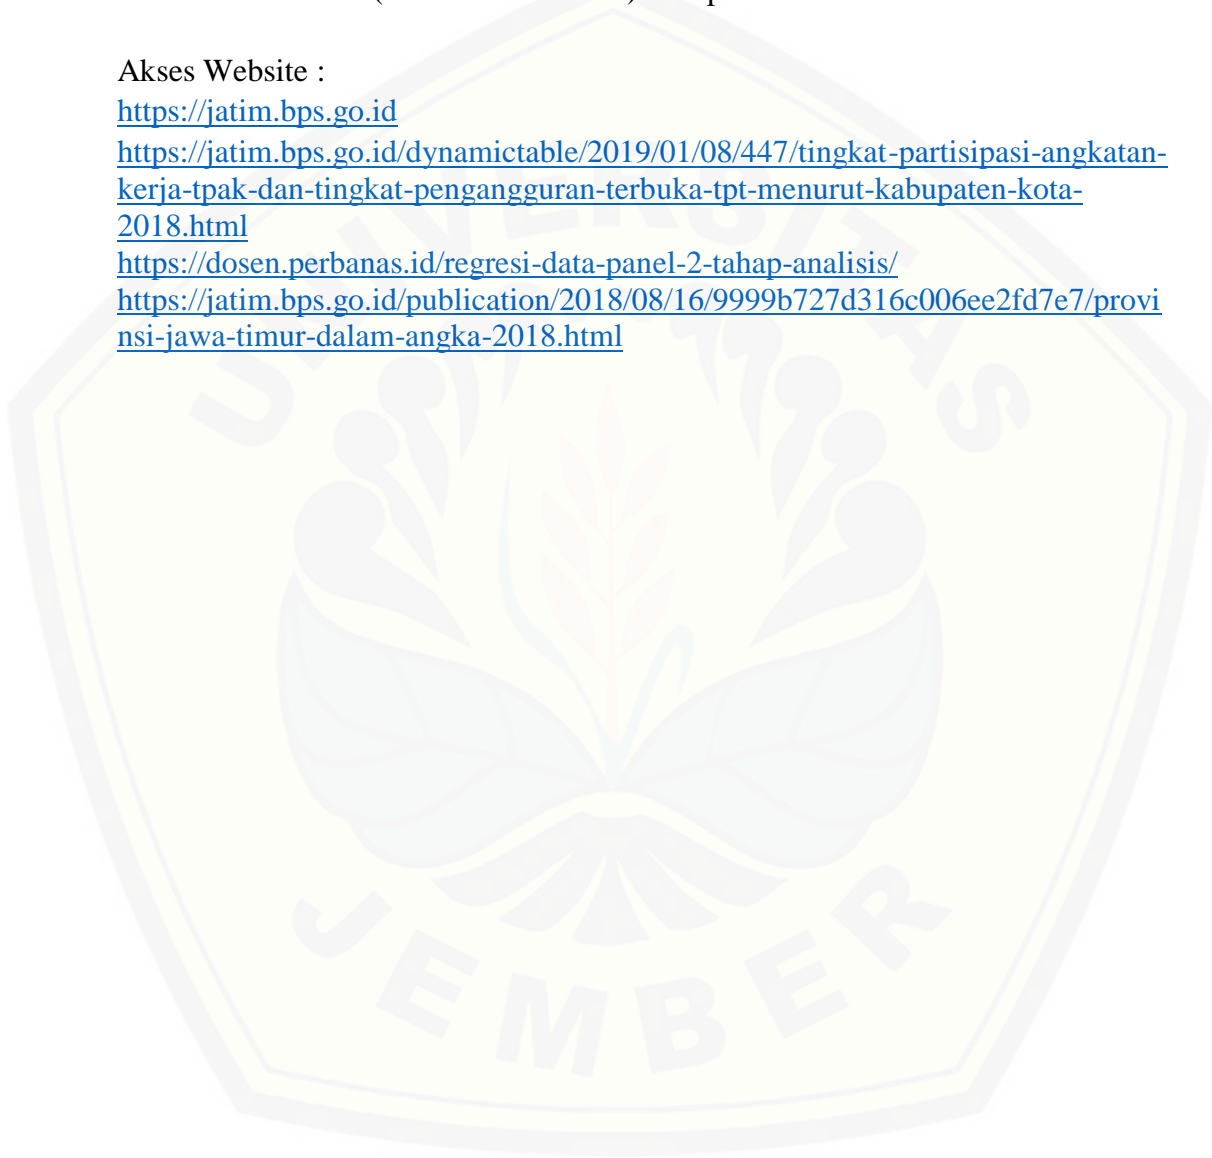 Akses Website :
https://jatim.bps.go.id
https://jatim.bps.go.id/dynamictable/2019/01/08/447/tingkat-partisipasi-angkatan-
kerja-tpak-dan-tingkat-pengangguran-terbuka-tpt-menurut-kabupaten-kota-
2018.html
https://dosen.perbanas.id/regresi-data-panel-2-tahap-analisis/
https://jatim.bps.go.id/publication/2018/08/16/9999b727d316c006ee2fd7e7/provi
nsi-jawa-timur-dalam-angka-2018.html
UNIVERSITAS
JEMBER